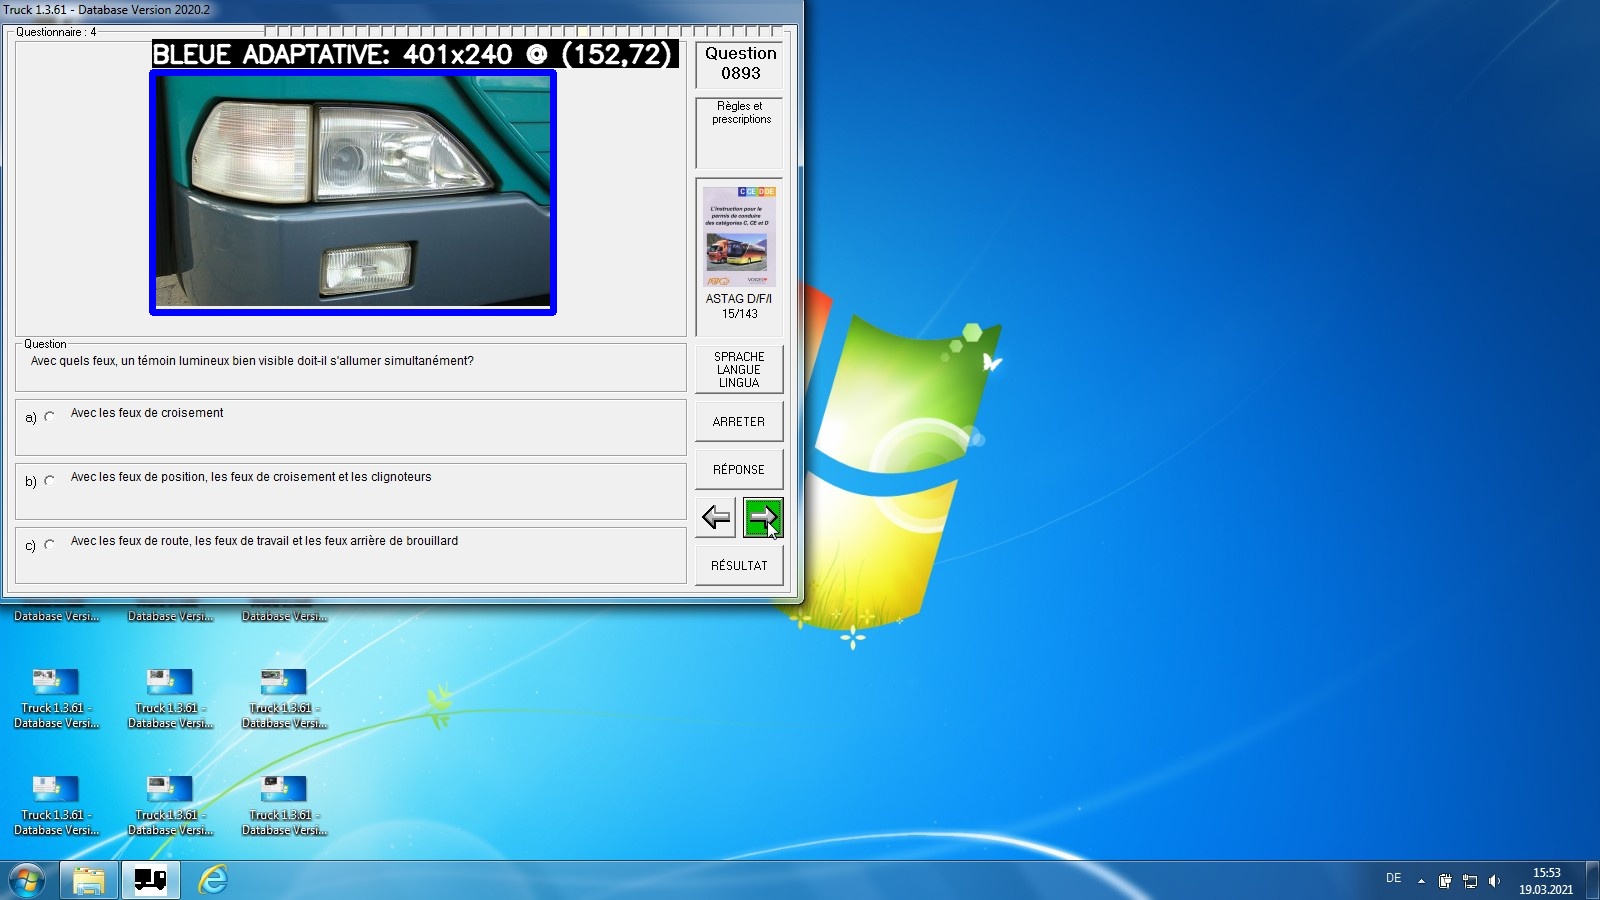 Truck 1.3.61 - Database Version 2020.2
Questionnaire : 4
BLEUE ADAPTATIVE: 401x240 @ (152,72)
Question
0893
Règles et
prescriptions
C CE D DE
L'instruction pour le
permis de conduire
des catégories C, CE et D
ASTAG D/F/I
15/143
Question
Avec quels feux, un témoin lumineux bien visible doit-il s'allumer simultanément?
a) Avec les feux de croisement
b) Avec les feux de position, les feux de croisement et les clignoteurs
c) Avec les feux de route, les feux de travail et les feux arrière de brouillard
SPRACHE
LANGUE
LINGUA
ARRETER
RÉPONSE
RÉSULTAT
Database Versi...
Database Versi...
Database Versi...
Truck 1.3.61 -
Database Versi...
Truck 1.3.61 -
Database Versi...
Truck 1.3.61 -
Database Versi...
Truck 1.3.61 -
Database Versi...
Truck 1.3.61 -
Database Versi...
Truck 1.3.61 -
Database Versi...
DE
15:53
19.03.2021